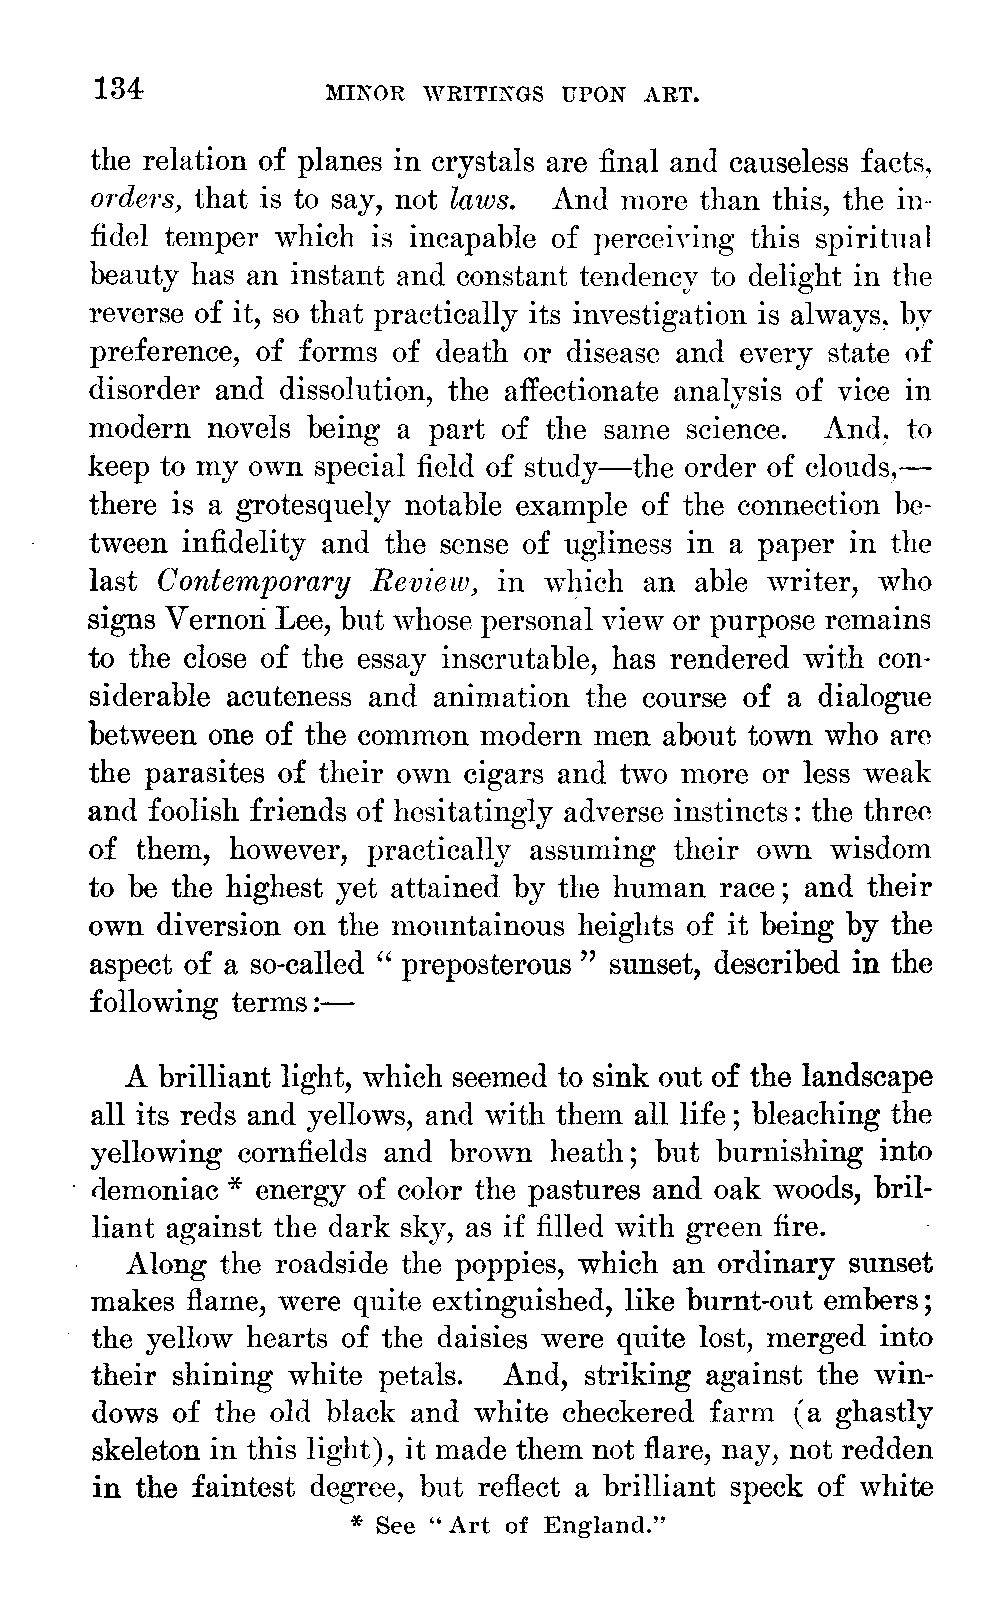 134 MINOR WRITINGS UPON ART.
the relation of planes in crystals are final and causeless facts,
orders, that is to say, not laws. And more than this, the in-
fidel temper which is incapable of perceiving this spiritual
beauty has an instant and constant tendency to delight in the
reverse of it, so that practically its investigation is always, by
preference, of forms of death or disease and every state of
disorder and dissolution, the affectionate analysis of vice in
modern novels being a part of the same science. And, to
keep to my own special field of study—the order of clouds,—
there is a grotesquely notable example of the connection be-
tween infidelity and the sense of ugliness in a paper in the
last Contemporary Review, in which an able writer, who
signs Vernon Lee, but whose personal view or purpose remains
to the close of the essay inscrutable, has rendered with con-
siderable acuteness and animation the course of a dialogue
between one of the common modern men about town who are
the parasites of their own cigars and two more or less weak
and foolish friends of hesitatingly adverse instincts: the three
of them, however, practically assuming their own wisdom
to be the highest yet attained by the human race; and their
own diversion on the mountainous heights of it being by the
aspect of a so-called “ preposterous ” sunset, described in the
following terms:—
A brilliant light, which seemed to sink out of the landscape
all its reds and yellows, and with them all life; bleaching the
yellowing cornfields and brown heath; but burnishing into
demoniac * energy of color the pastures and oak woods, bril-
liant against the dark sky, as if filled with green fire.
Along the roadside the poppies, which an ordinary sunset
makes flame, were quite extinguished, like burnt-out embers;
the yellow hearts of the daisies were quite lost, merged into
their shining white petals. And, striking against the win-
dows of the old black and white checkered farm (a ghastly
skeleton in this light), it made them not flare, nay, not redden
in the faintest degree, but reflect a brilliant speck of white
* See “Art of England.”